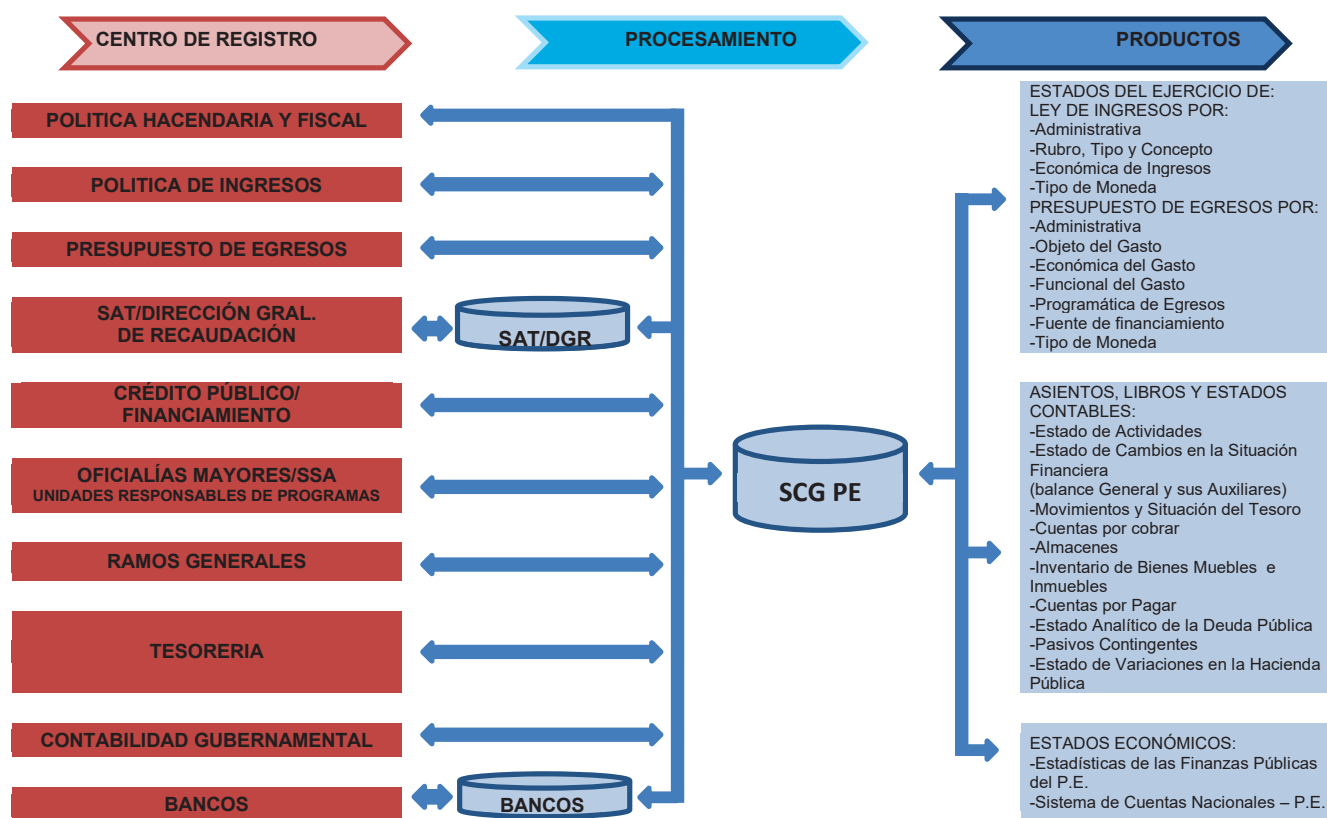 CENTRO DE REGISTRO
PROCESAMIENTO
PRODUCTOS
POLITICA HACENDARIA Y FISCAL
POLITICA DE INGRESOS
PRESUPUESTO DE EGRESOS
SAT/DIRECCIÓN GRAL.
DE RECAUDACIÓN
CRÉDITO PÚBLICO/
FINANCIAMIENTO
OFICIALÍAS MAYORES/SSA
UNIDADES RESPONSABLES DE PROGRAMAS
RAMOS GENERALES
TESORERIA
CONTABILIDAD GUBERNAMENTAL
BANCOS
SAT/DGR
BANCOS
SCG PE
ESTADOS DEL EJERCICIO DE:
LEY DE INGRESOS POR:
-Administrativa
-Rubro, Tipo y Concepto
-Económica de Ingresos
-Tipo de Moneda
PRESUPUESTO DE EGRESOS POR:
-Administrativa
-Objeto del Gasto
-Económica del Gasto
-Funcional del Gasto
-Programática de Egresos
-Fuente de financiamiento
-Tipo de Moneda
ASIENTOS, LIBROS Y ESTADOS
CONTABLES:
-Estado de Actividades
-Estado de Cambios en la Situación
Financiera
(balance General y sus Auxiliares)
-Movimientos y Situación del Tesoro
-Cuentas por cobrar
-Almacenes
-Inventario de Bienes Muebles e
Inmuebles
-Cuentas por Pagar
-Estado Analítico de la Deuda Pública
-Pasivos Contingentes
-Estado de Variaciones en la Hacienda
Pública
ESTADOS ECONÓMICOS:
-Estadísticas de las Finanzas Públicas
del P.E.
-Sistema de Cuentas Nacionales – P.E.